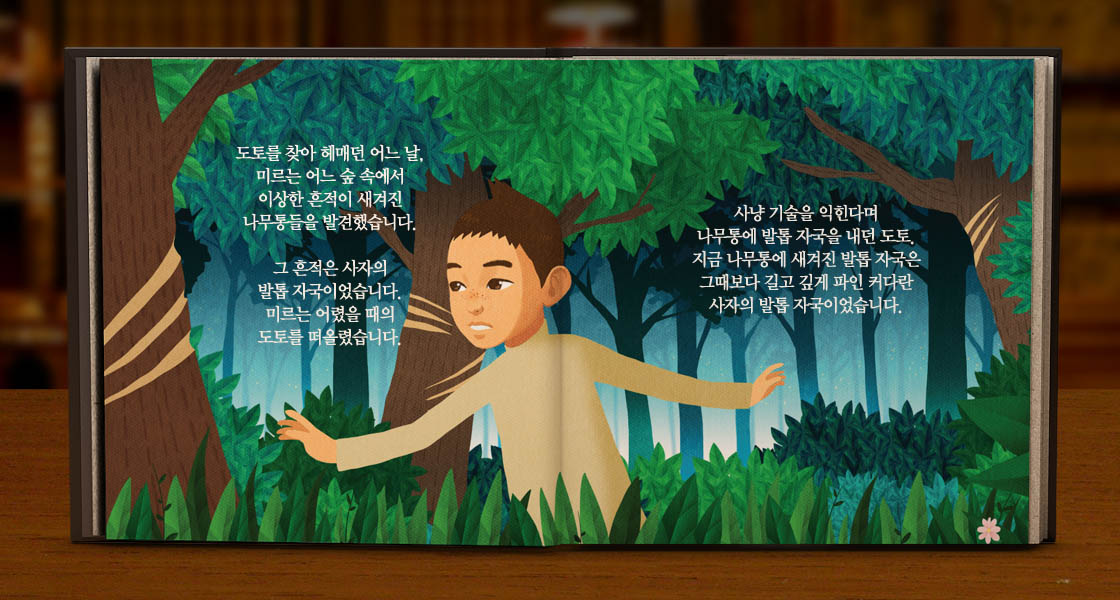 도토를 찾아 헤매던 어느 날,
미르는 어느 숲 속에서
이상한 흔적이 새겨진
나무통들을 발견했습니다.
그 흔적은 사자의
발톱 자국이었습니다.
미르는 어렸을 때의
도토를 떠올렸습니다.
사냥 기술을 익힌다며
나무통에 발톱 자국을 내던 도토.
지금 나무통에 새겨진 발톱 자국은
그때보다 길고 깊게 파인 커다란
사자의 발톱 자국이었습니다.